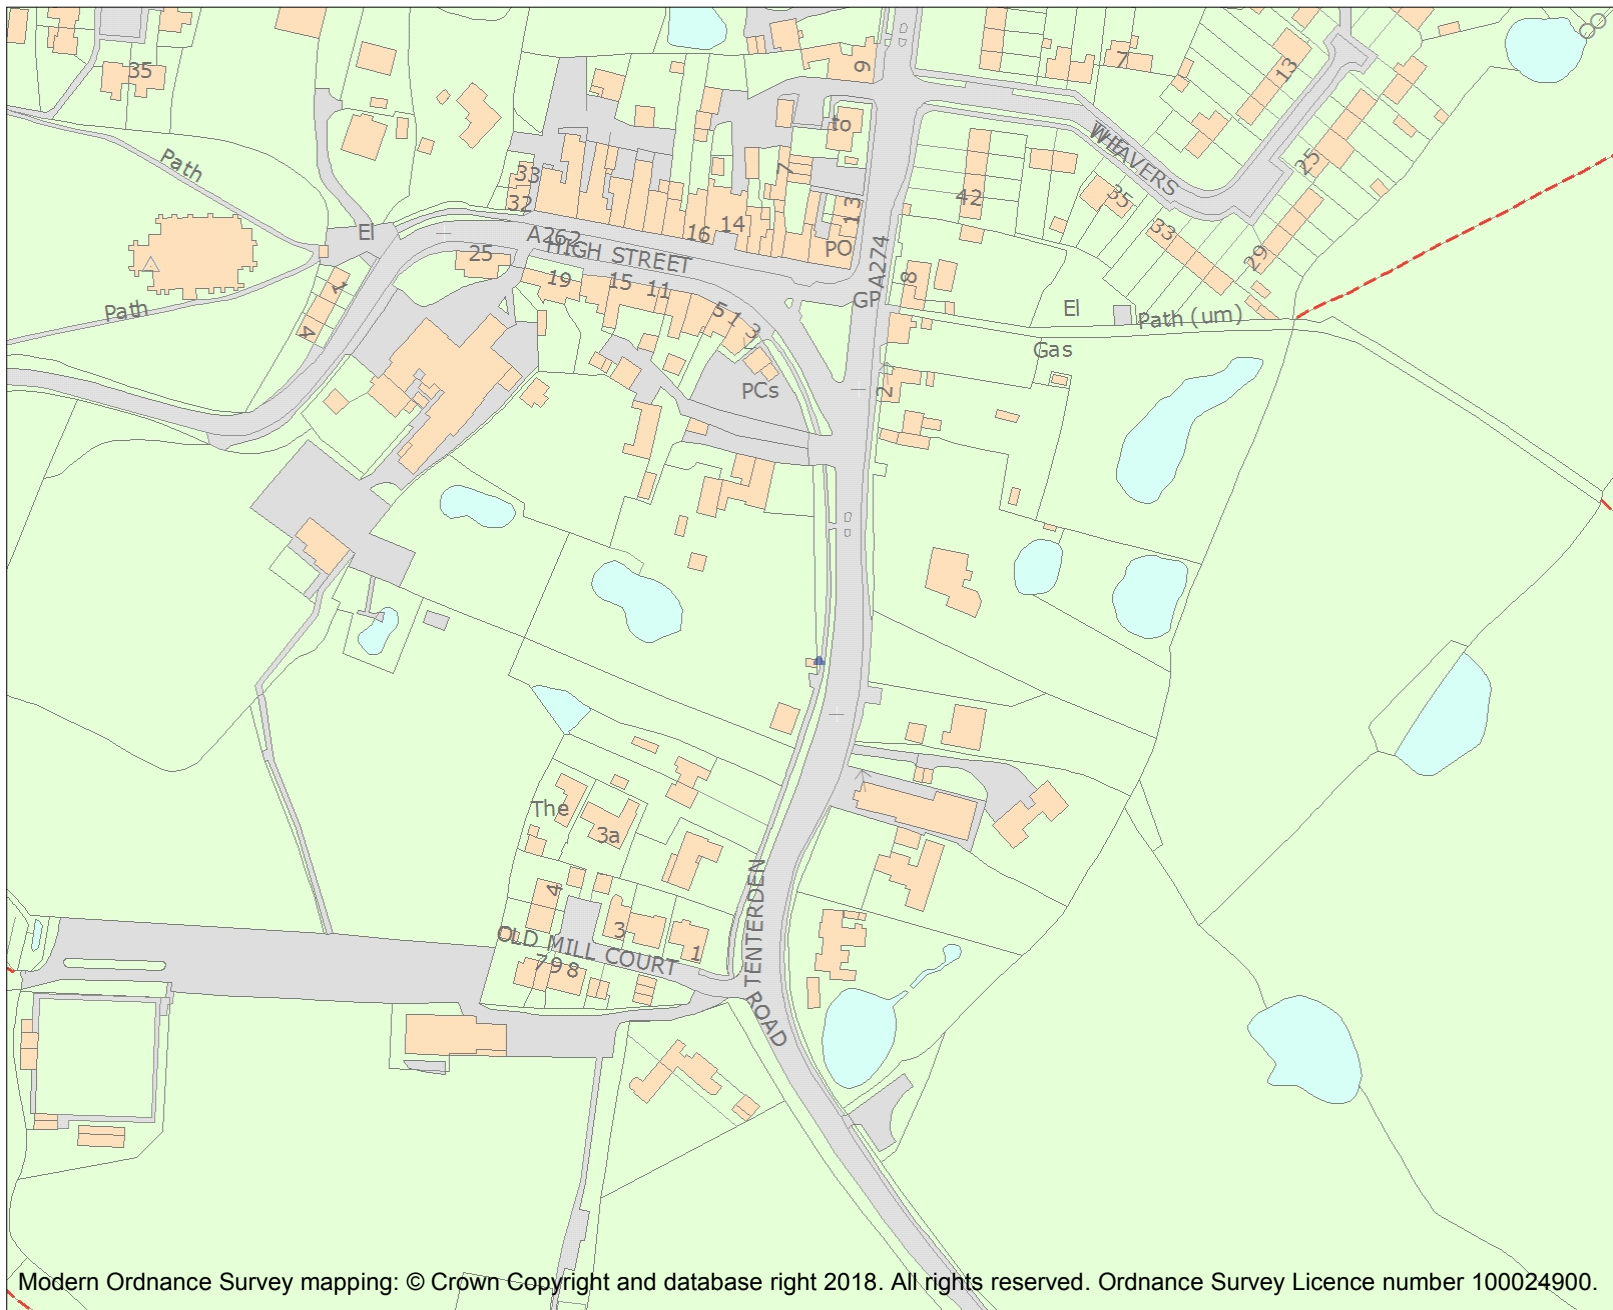 35
9
7
13
to
Path
33
32
7
42
WEAVERS
35
25
El
A262
HIGH STREET
16
14
13
PO
A274
33
29
25
19
15
11
8
GP
El
Path (um)
1
4
Path
5
1
3
Gas
PCs
2
The
3a
4
TENTERDEN
ROAD
OLD MILL COURT
3
1
7
9
8
Modern Ordnance Survey mapping: © Crown Copyright and database right 2018. All rights reserved. Ordnance Survey Licence number 100024900.